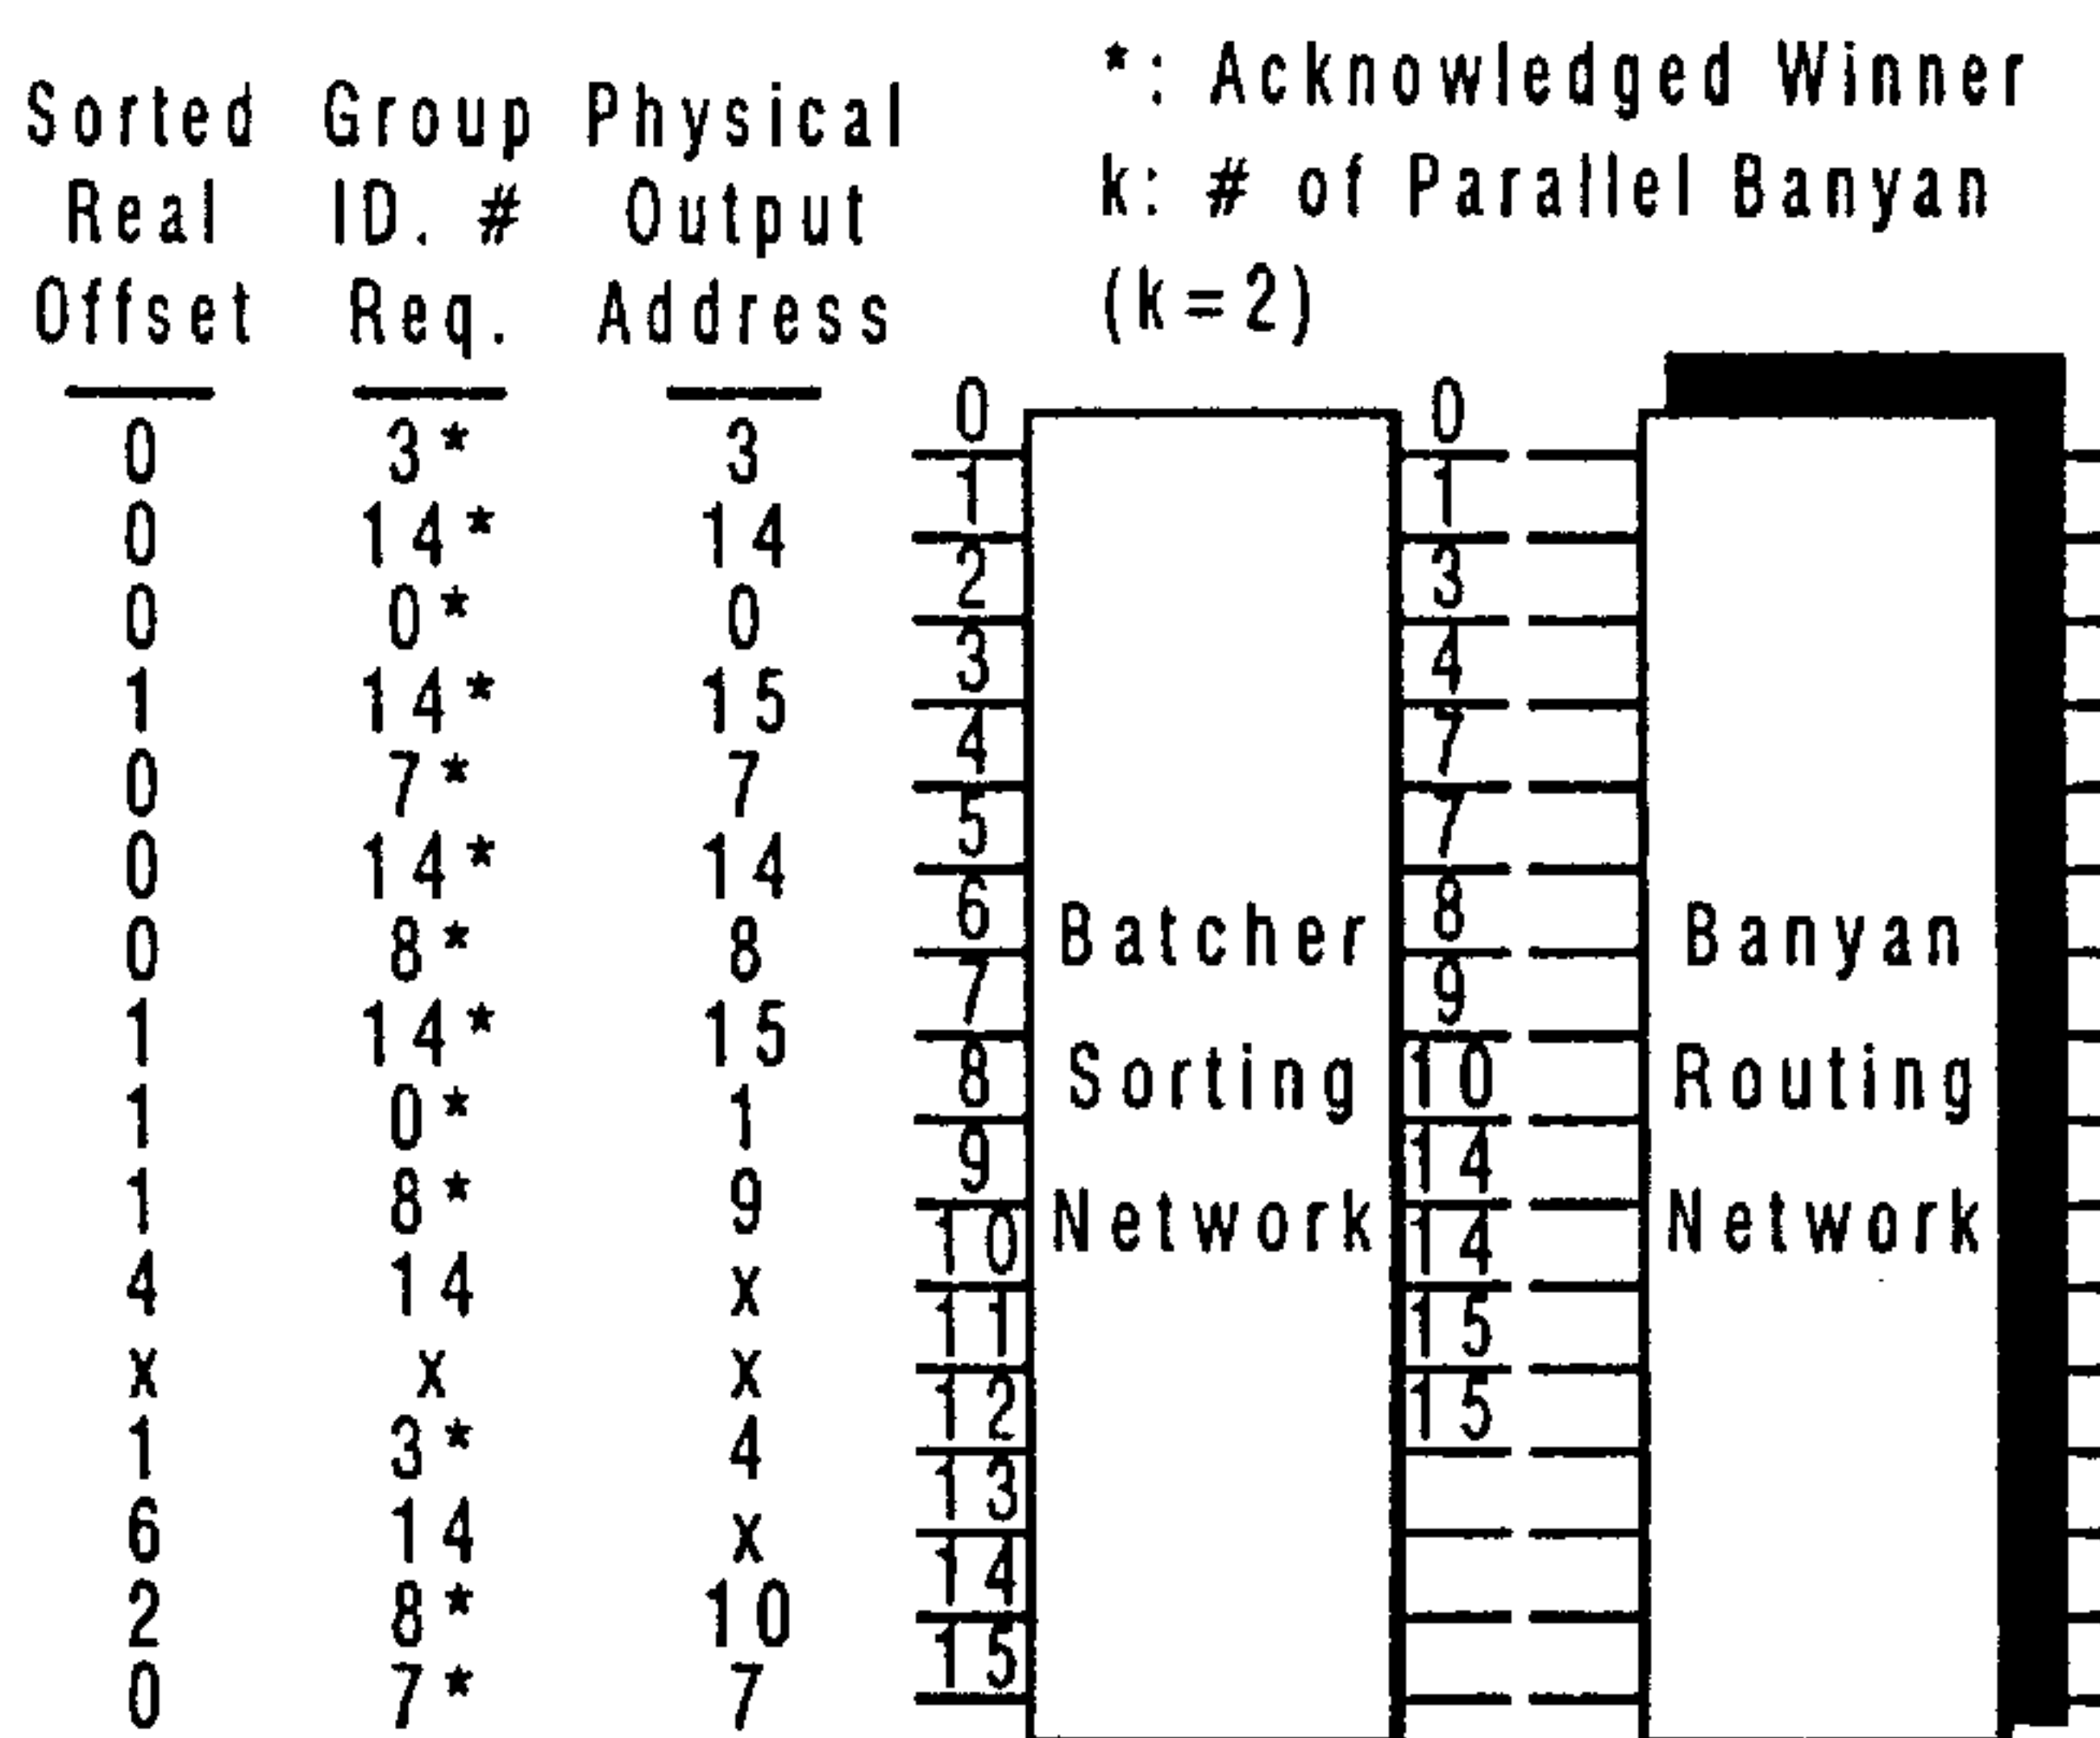 Sorted Group Physical
Real ID. # Output
Offset Req. Address
*: Acknowledged Winner
k: # of Parallel Banyan
(k=2)
0 3* 3 0 0
0 14* 14 1 1
0 0* 0 2 3
1 14* 15 3 4
0 7* 7 4 7
0 14* 14 5 7
0 8* 8 6 8
1 14* 15 7 9
1 0* 1 8 10
1 8* 9 9 14
4 14 x 10 14
x x x 11 15
1 3* 4 12 15
6 14 x 13
2 8* 10 14
0 7* 7 15
Batcher
Sorting
Network
Banyan
Routing
Network